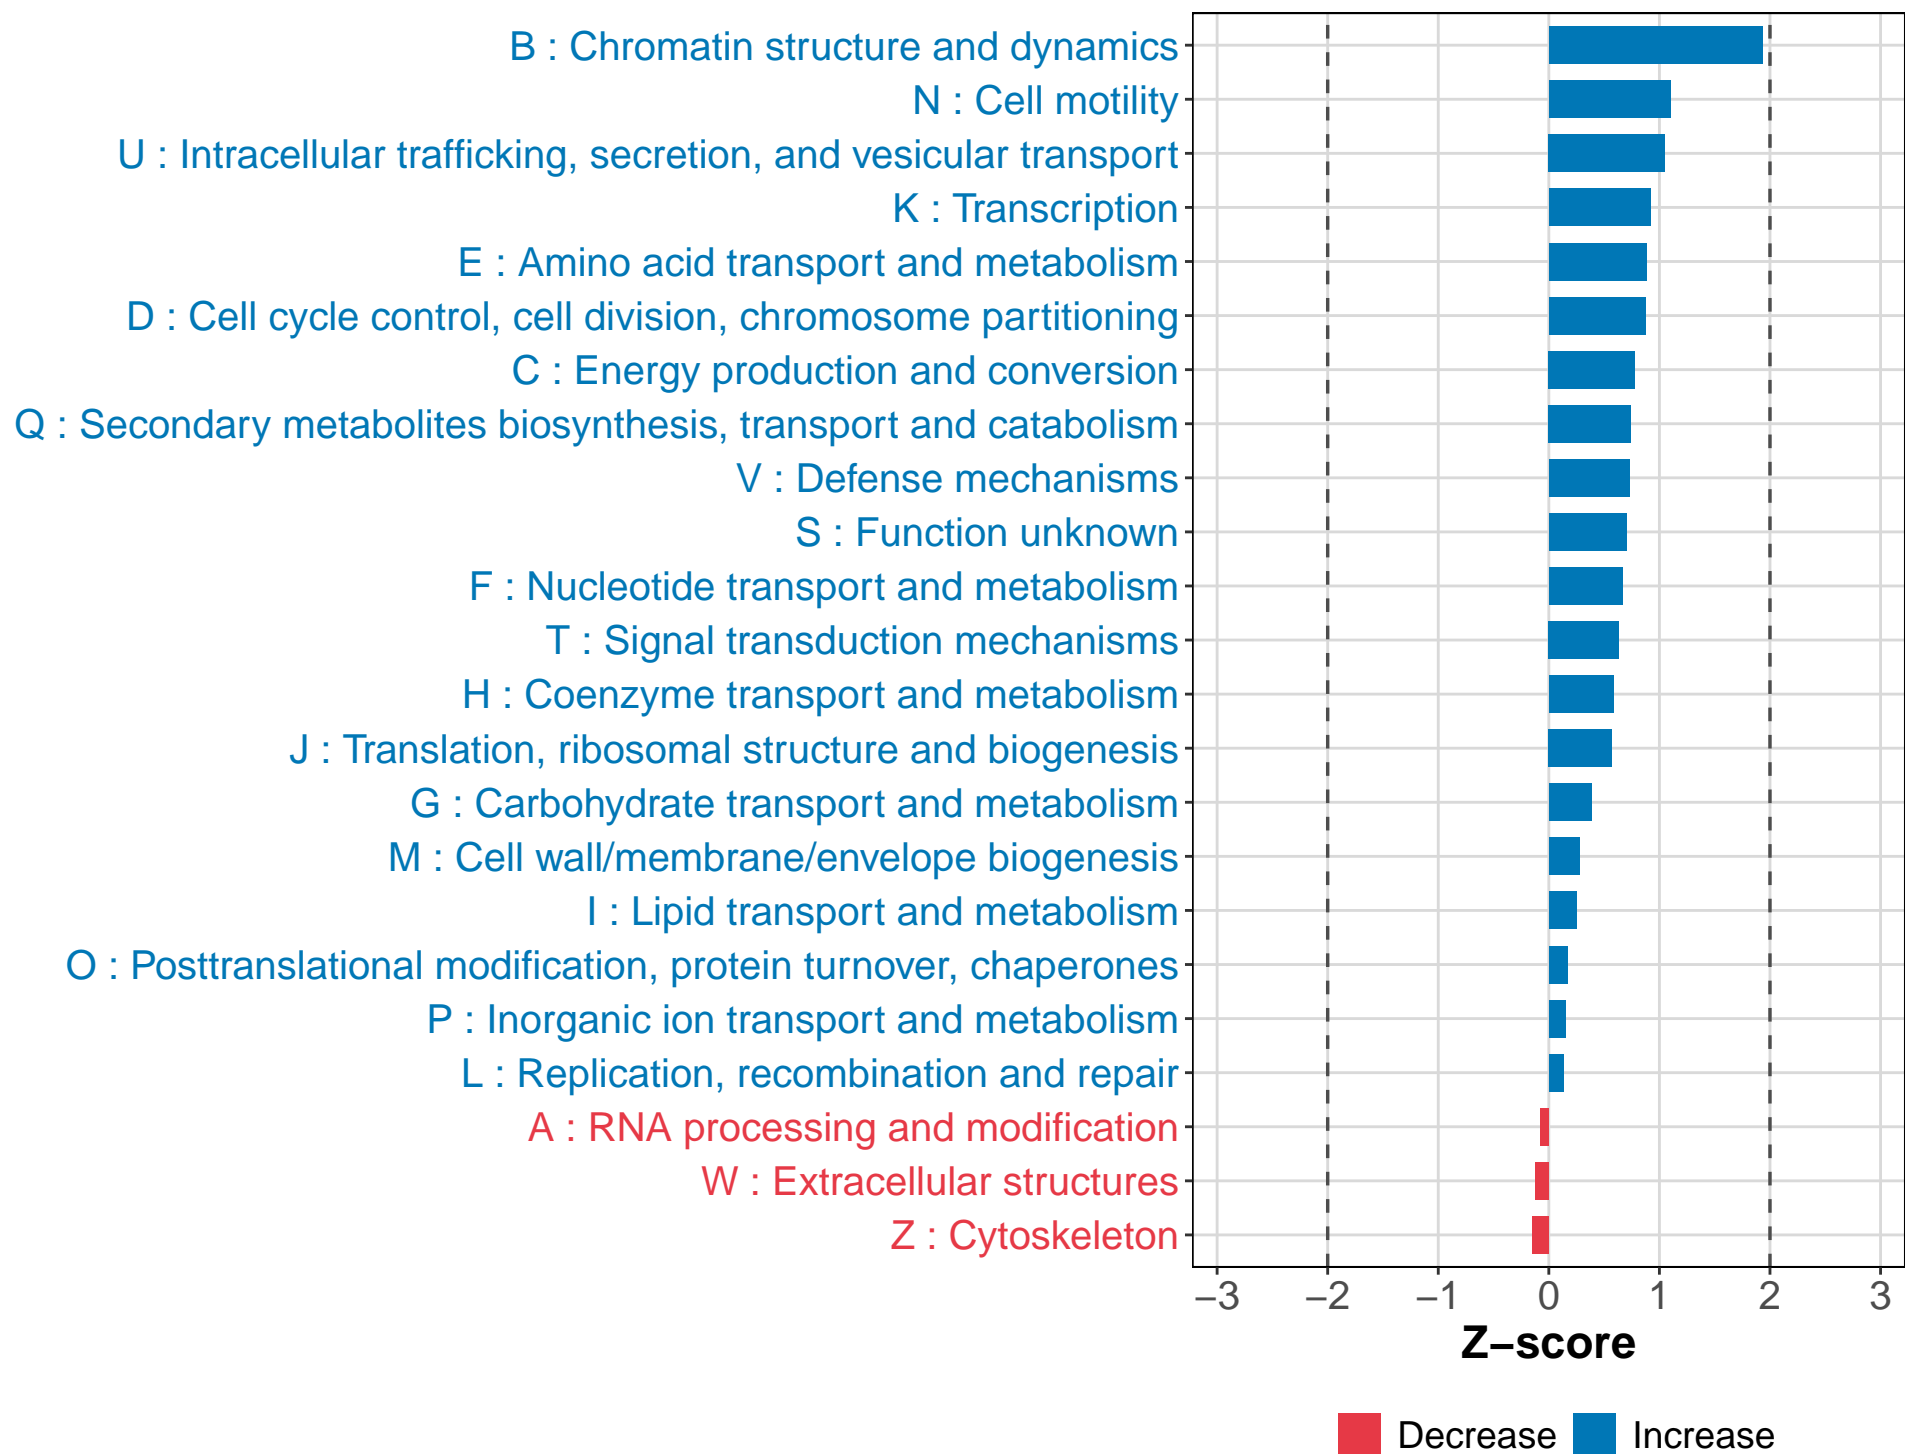 B : Chromatin structure and dynamics
N : Cell motility
U : Intracellular trafficking, secretion, and vesicular transport
K : Transcription
E : Amino acid transport and metabolism
D : Cell cycle control, cell division, chromosome partitioning
C : Energy production and conversion
Q : Secondary metabolites biosynthesis, transport and catabolism
V : Defense mechanisms
S : Function unknown
F : Nucleotide transport and metabolism
T : Signal transduction mechanisms
H : Coenzyme transport and metabolism
J : Translation, ribosomal structure and biogenesis
G : Carbohydrate transport and metabolism
M : Cell wall/membrane/envelope biogenesis
I : Lipid transport and metabolism
O : Posttranslational modification, protein turnover, chaperones
P : Inorganic ion transport and metabolism
L : Replication, recombination and repair
A : RNA processing and modification
W : Extracellular structures
Z : Cytoskeleton
−3 −2 −1 0 1 2 3
Z−score
Decrease Increase